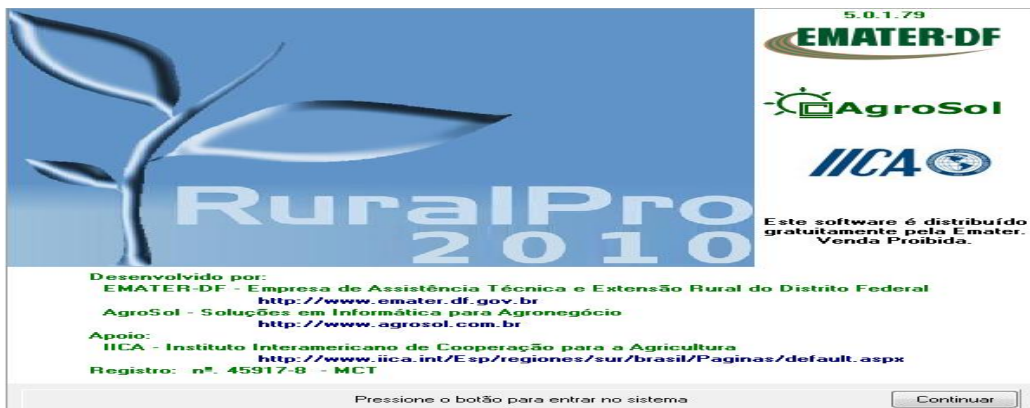 5.0.1.79
EMATER-DF
AgroSol
IICA
RuralPro
2010
Este software é distribuído
gratuitamente pela Emater.
Venda Proibida.
Desenvolvido por:
EMATER-DF - Empresa de Assistência Técnica e Extensão Rural do Distrito Federal
http://www.emater.df.gov.br
AgroSol - Soluções em Informática para Agronegócio
http://www.agrosol.com.br
Apoio:
IICA - Instituto Interamericano de Cooperação para a Agricultura
http://www.iica.int/Esp/regiones/sur/brasil/Paginas/default.aspx
Registro: nº. 45917-8 - MCT
Pressione o botão para entrar no sistema
Continuar